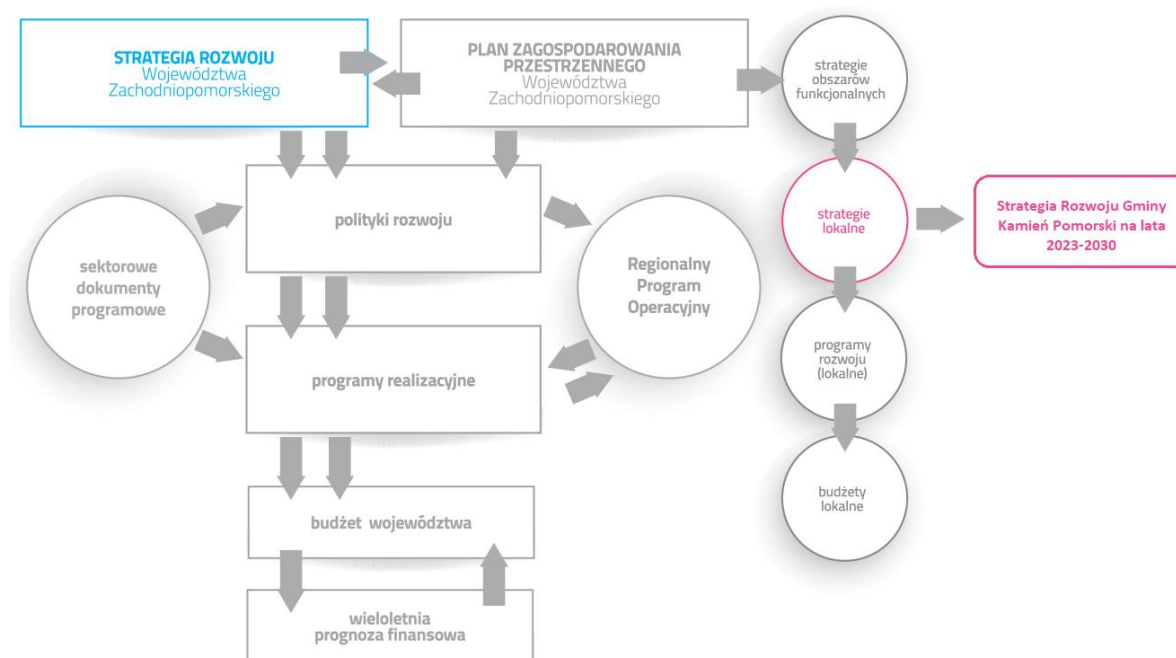 STRATEGIA ROZWOJU
Województwa
Zachodniopomorskiego
PLAN ZAGOSPODAROWANIA
PRZESTRZENNEGO
Województwa
Zachodniopomorskiego
strategie
obszarów
funkcjonalnych
polityki rozwoju
strategie
lokalne
Strategia Rozwoju Gminy
Kamień Pomorski na lata
2023-2030
sektorowe
dokumenty
programowe
Regionalny
Program
Operacyjny
programy realizacyjne
programy
rozwoju
(lokalne)
budżet województwa
budżety
lokalne
wieloletnia
prognoza finansowa